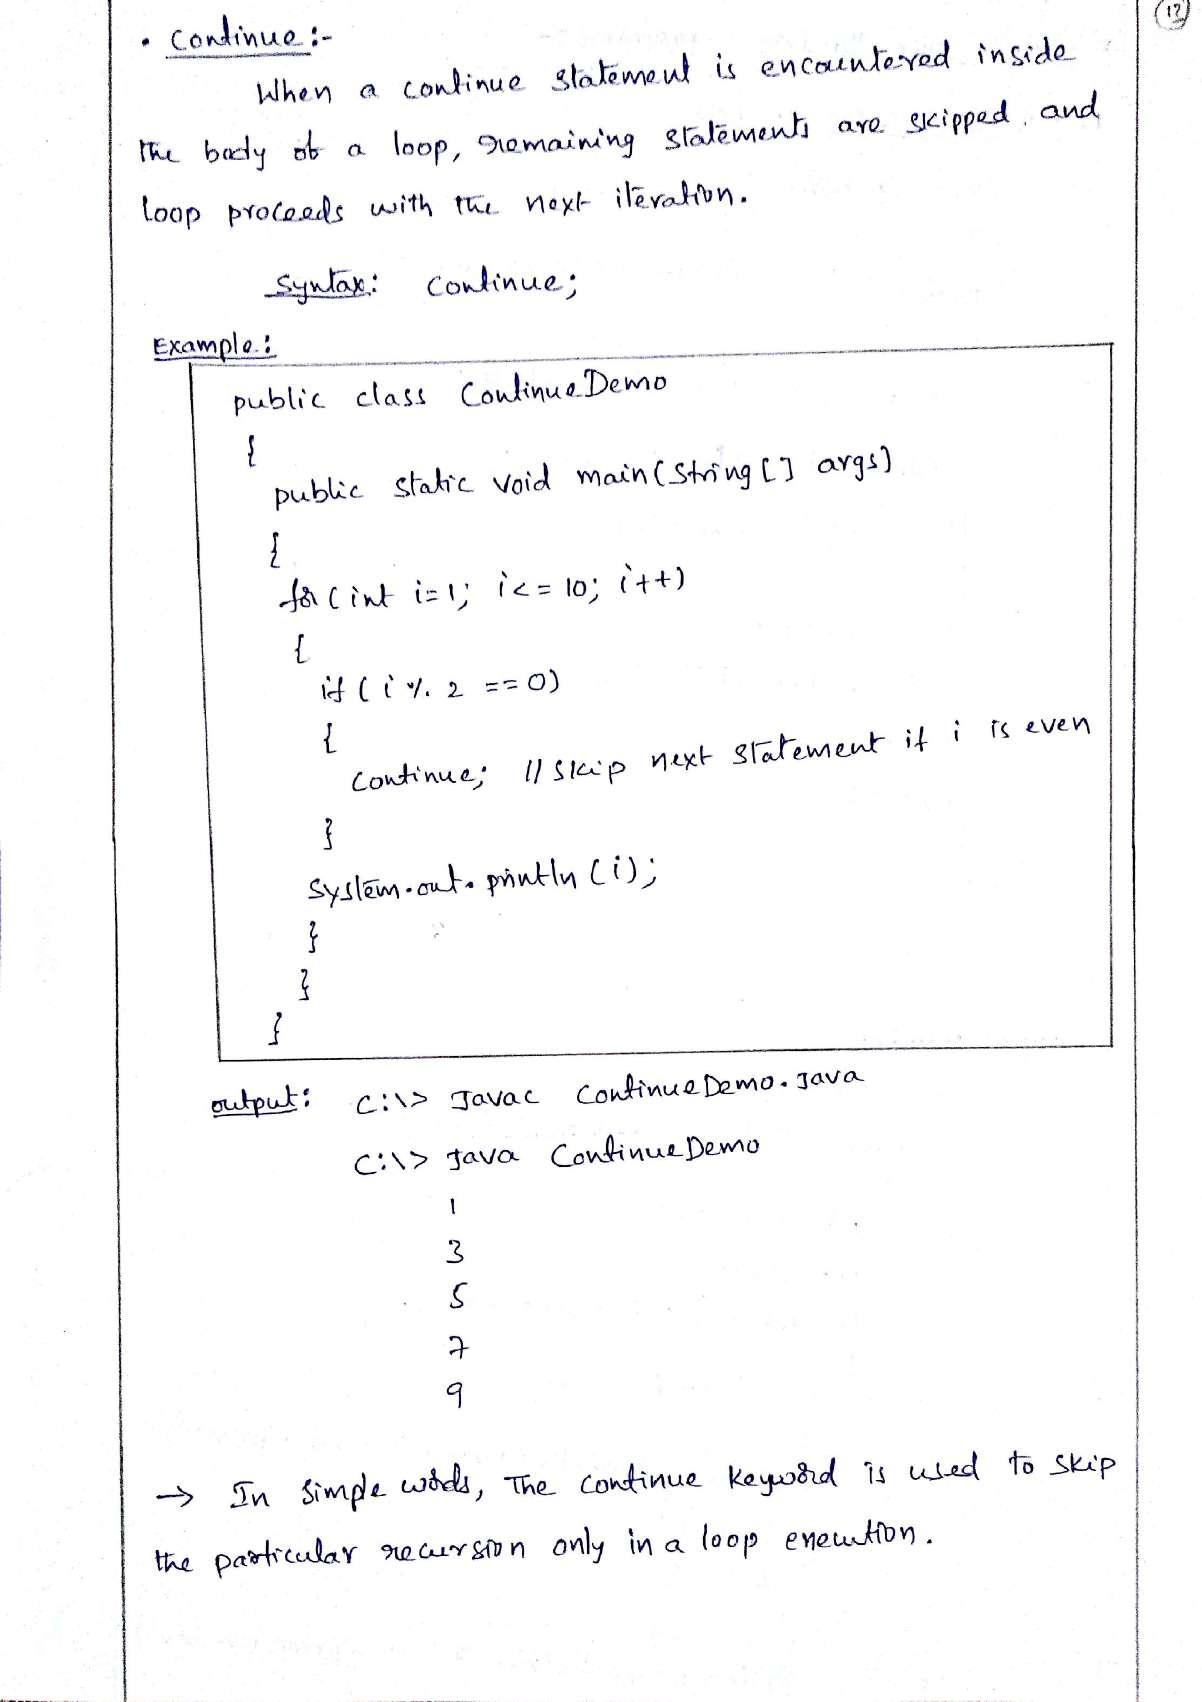 12
• Continue :-
When a continue statement is encountered inside
the body of a loop, remaining statements are skipped, and
loop proceeds with the next iteration.
Syntax: continue;
Example:
public class ContinueDemo
{
public static void main(String[] args)
{
for(int i=1; i<=10; i++)
{
if(i % 2 == 0)
{
continue; // skip next statement if i is even
}
System.out.println(i);
}
}
}
output: C:\> Javac ContinueDemo.Java
C:\> Java ContinueDemo
1
3
5
7
9
→ In simple words, The continue keyword is used to skip
the particular recursion only in a loop execution.